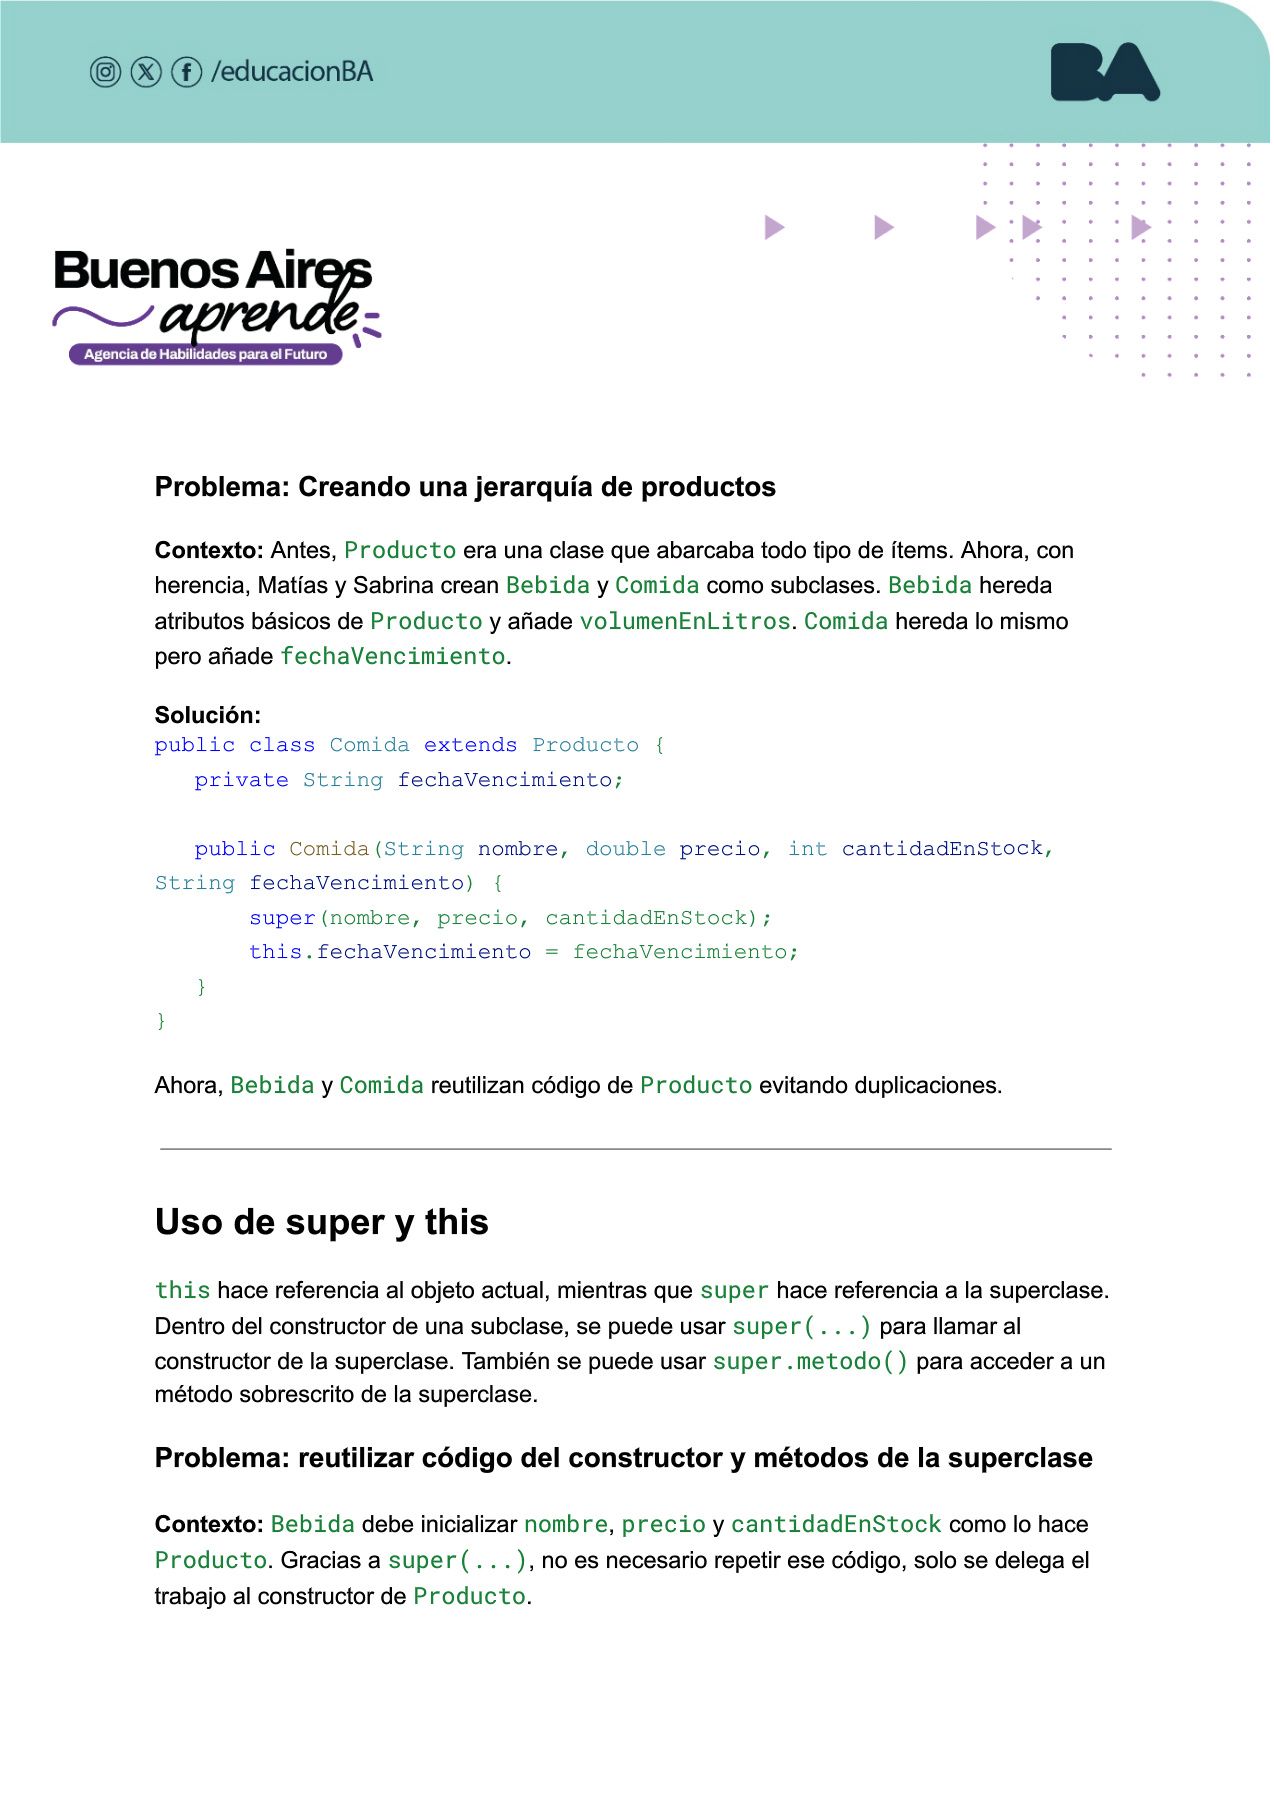 /educacionBA
BA
Buenos Aires
aprende
Agencia de Habilidades para el Futuro
Problema: Creando una jerarquía de productos
Contexto: Antes, Producto era una clase que abarcaba todo tipo de ítems. Ahora, con
herencia, Matías y Sabrina crean Bebida y Comida como subclases. Bebida hereda
atributos básicos de Producto y añade volumenEnLitros. Comida hereda lo mismo
pero añade fechaVencimiento.
Solución:
public class Comida extends Producto {
private String fechaVencimiento;
public Comida(String nombre, double precio, int cantidadEnStock,
String fechaVencimiento) {
super(nombre, precio, cantidadEnStock);
this.fechaVencimiento = fechaVencimiento;
}
}
Ahora, Bebida y Comida reutilizan código de Producto evitando duplicaciones.
Uso de super y this
this hace referencia al objeto actual, mientras que super hace referencia a la superclase.
Dentro del constructor de una subclase, se puede usar super(...) para llamar al
constructor de la superclase. También se puede usar super.metodo() para acceder a un
método sobrescrito de la superclase.
Problema: reutilizar código del constructor y métodos de la superclase
Contexto: Bebida debe inicializar nombre, precio y cantidadEnStock como lo hace
Producto. Gracias a super(...), no es necesario repetir ese código, solo se delega el
trabajo al constructor de Producto.